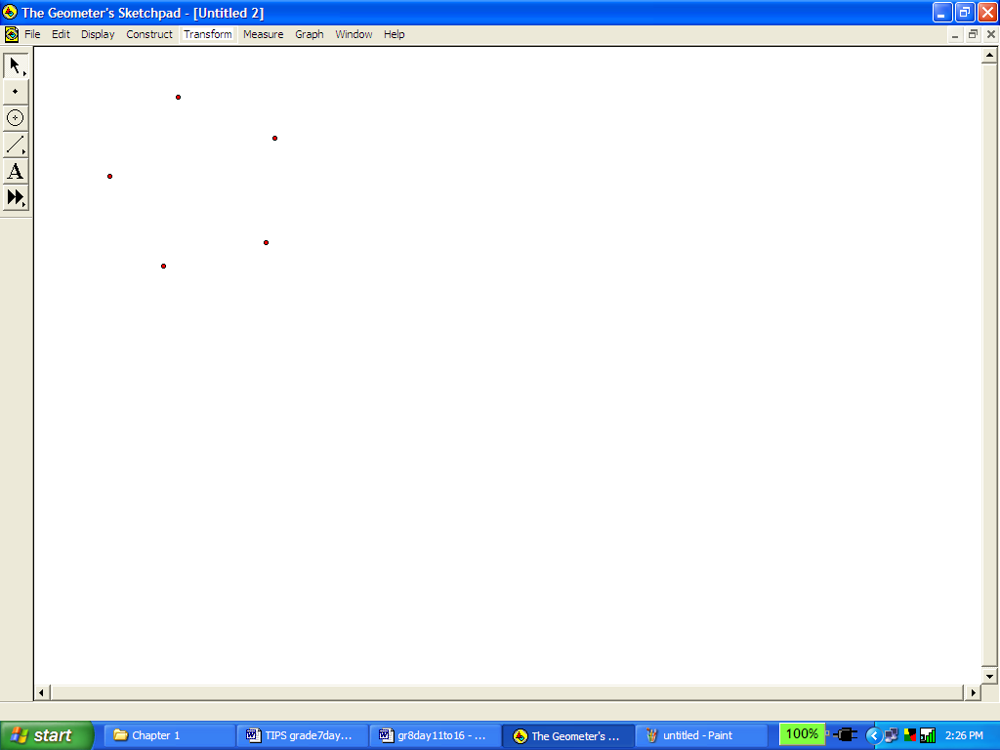 The Geometer's Sketchpad - [Untitled 2]
File Edit Display Construct Transform Measure Graph Window Help
A
start Chapter 1 TIPS grade7day... gr8day11to16 - ... The Geometer's ... untitled - Paint 100% 2:26 PM